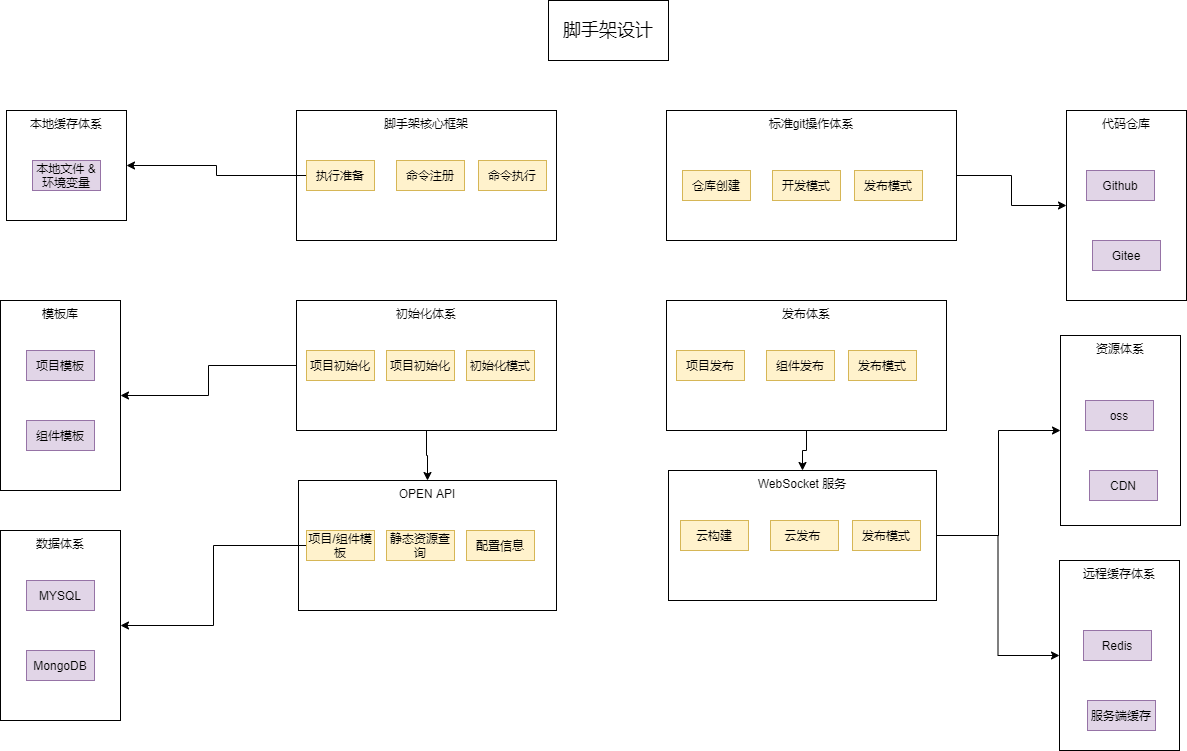 脚手架设计
本地缓存体系
本地文件 &
环境变量
脚手架核心框架
执行准备
命令注册
命令执行
标准git操作体系
仓库创建
开发模式
发布模式
代码仓库
Github
Gitee
模板库
项目模板
组件模板
初始化体系
项目初始化
项目初始化
初始化模式
发布体系
项目发布
组件发布
发布模式
资源体系
oss
CDN
数据体系
MYSQL
MongoDB
OPEN API
项目/组件模
板
静态资源查
询
配置信息
WebSocket 服务
云构建
云发布
发布模式
远程缓存体系
Redis
服务端缓存